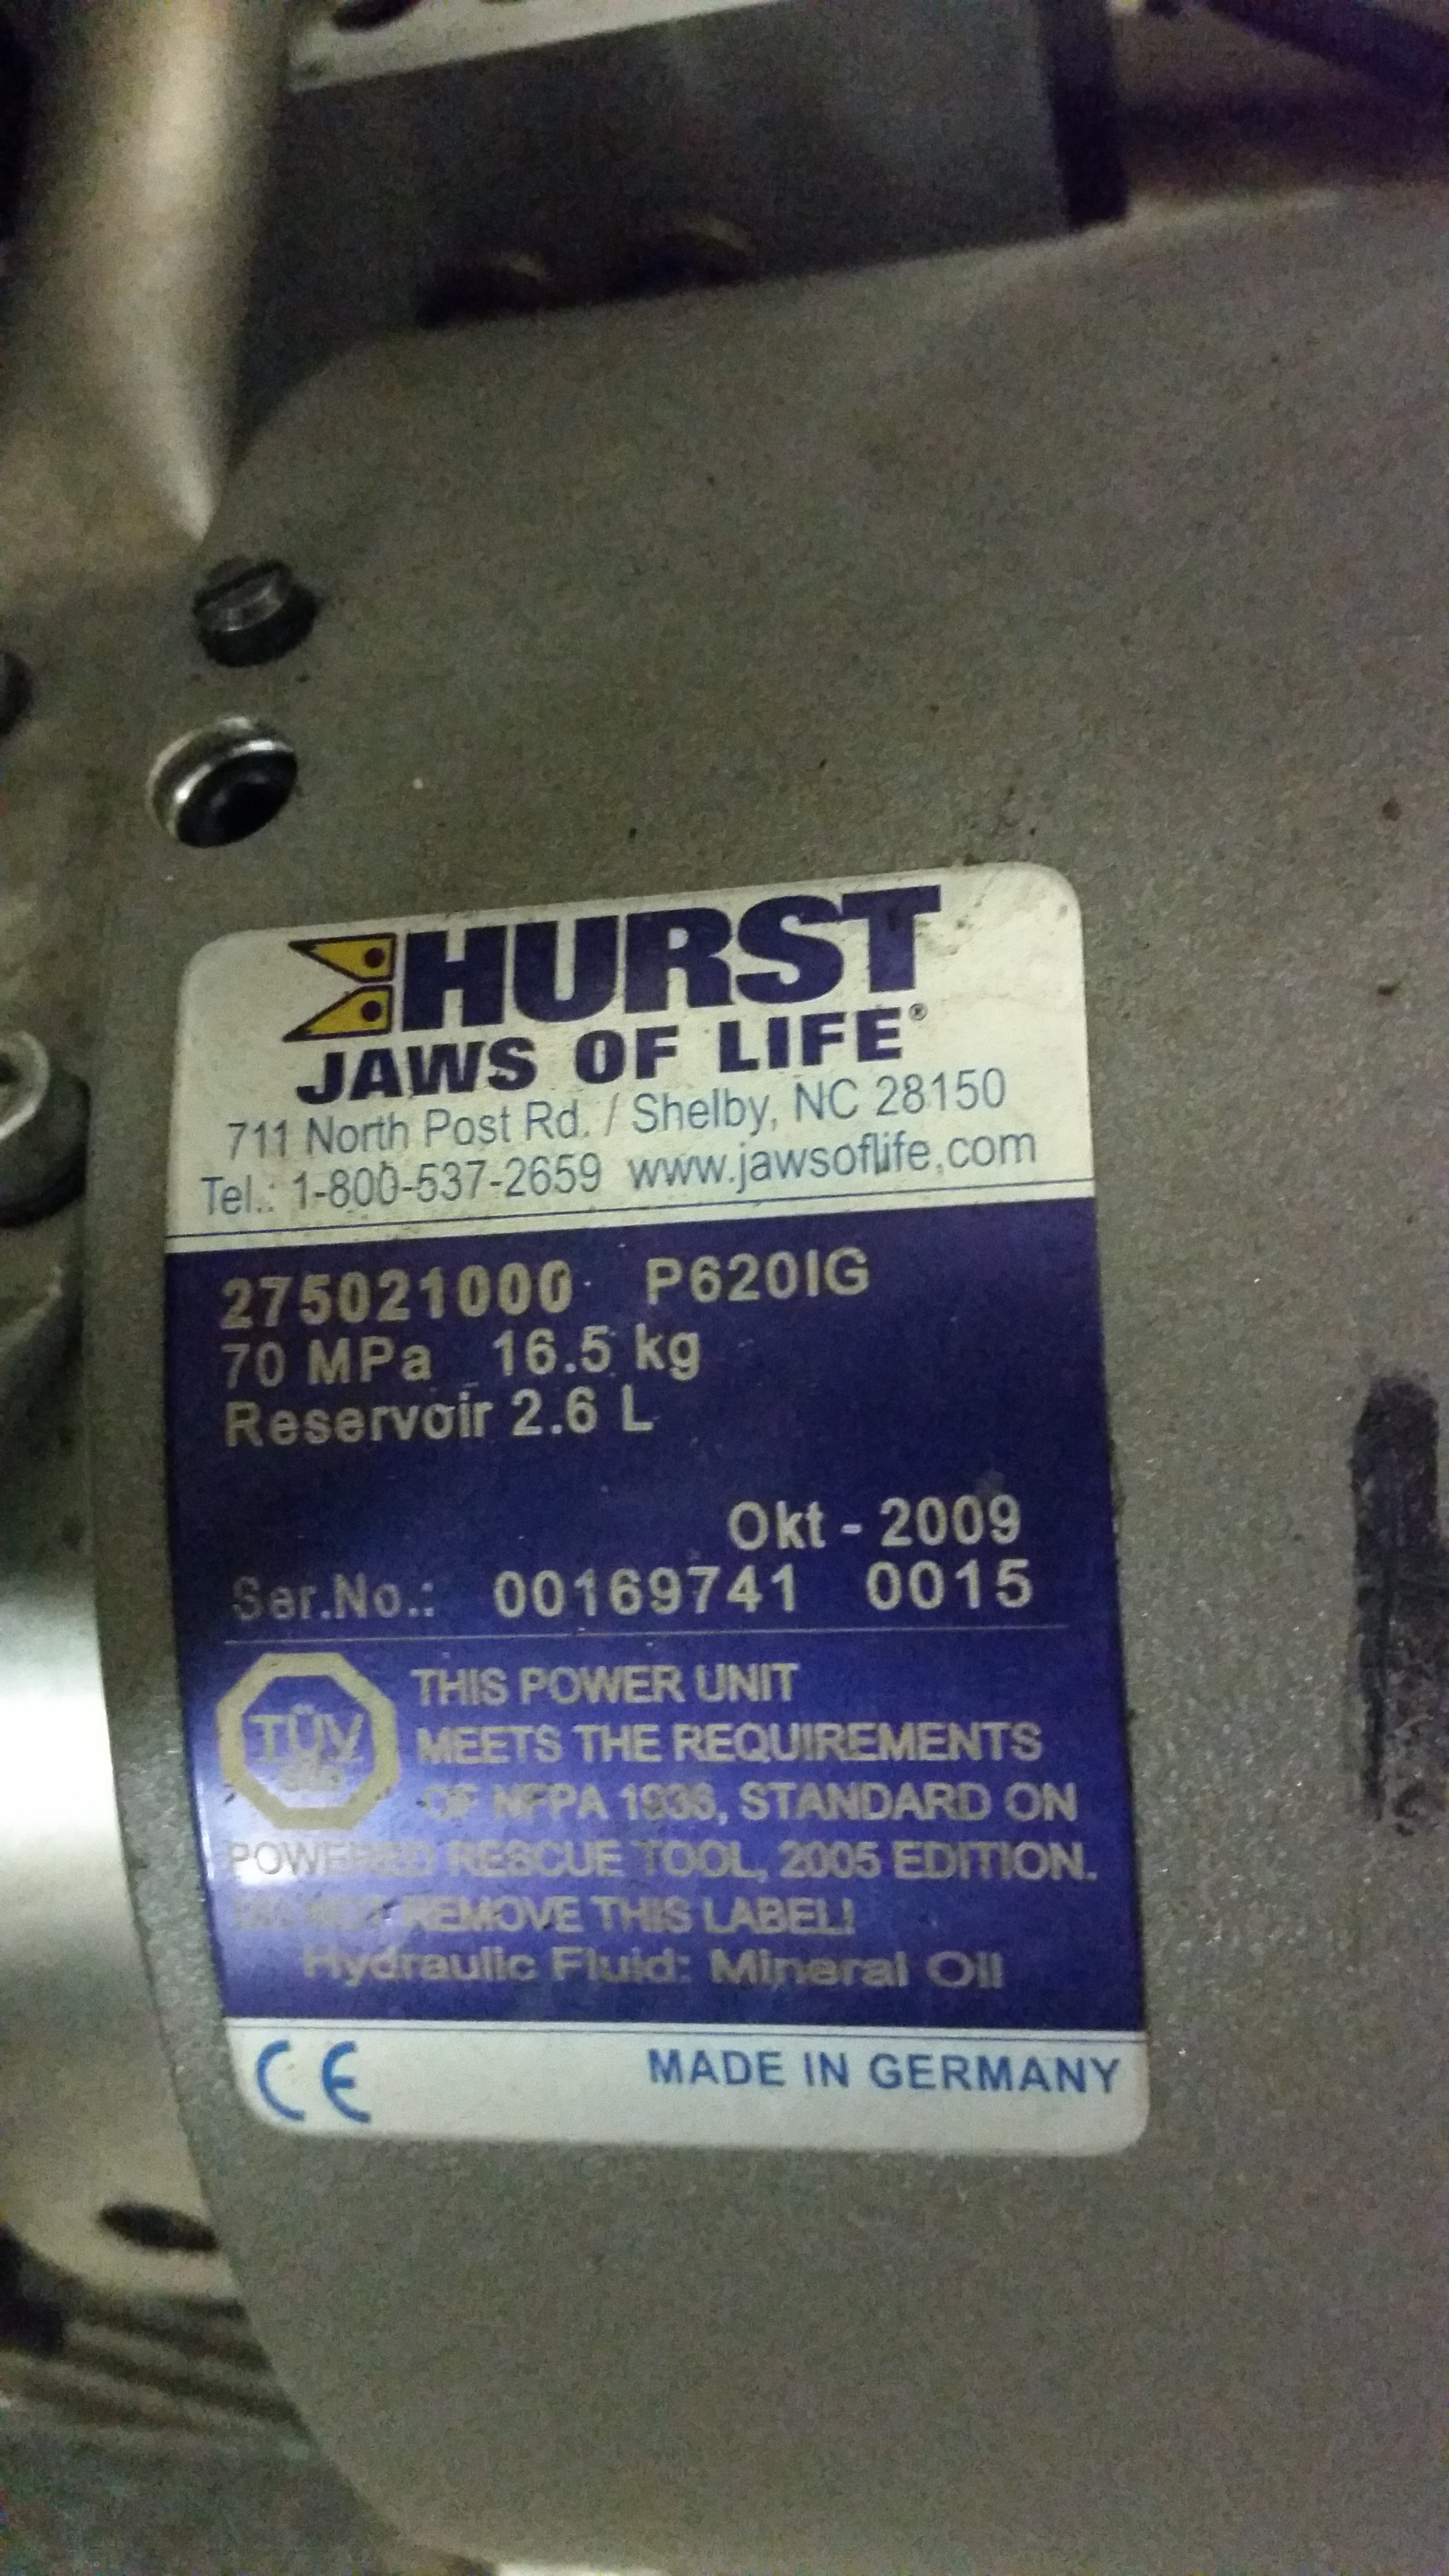 HURST
JAWS OF LIFE®
711 North Post Rd. / Shelby, NC 28150
Tel.: 1-800-537-2659 www.jawsoflife.com
275021000 P620IG
70 MPa 16.5 kg
Reservoir 2.6 L
Okt - 2009
Ser.No.: 00169741 0015
TÜV
THIS POWER UNIT
MEETS THE REQUIREMENTS
OF NFPA 1936, STANDARD ON
POWERED RESCUE TOOL, 2005 EDITION.
NOT REMOVE THIS LABEL!
Hydraulic Fluid: Mineral Oil
CE
MADE IN GERMANY